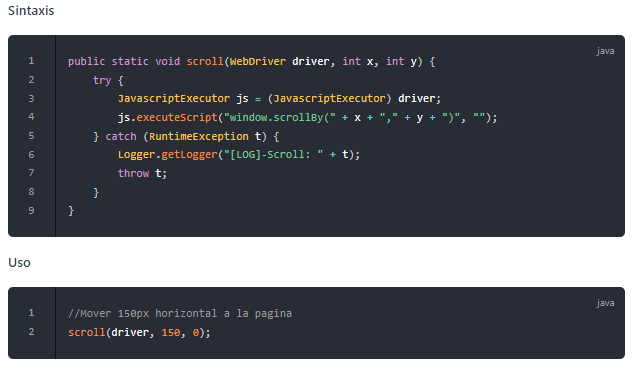 Sintaxis
java
1 public static void scroll(WebDriver driver, int x, int y) {
2 try {
3 JavascriptExecutor js = (JavascriptExecutor) driver;
4 js.executeScript("window.scrollBy(" + x + "," + y + ")", "");
5 } catch (RuntimeException t) {
6 Logger.getLogger("[LOG]-Scroll: " + t);
7 throw t;
8 }
9 }
Uso
java
1 //Mover 150px horizontal a la pagina
2 scroll(driver, 150, 0);